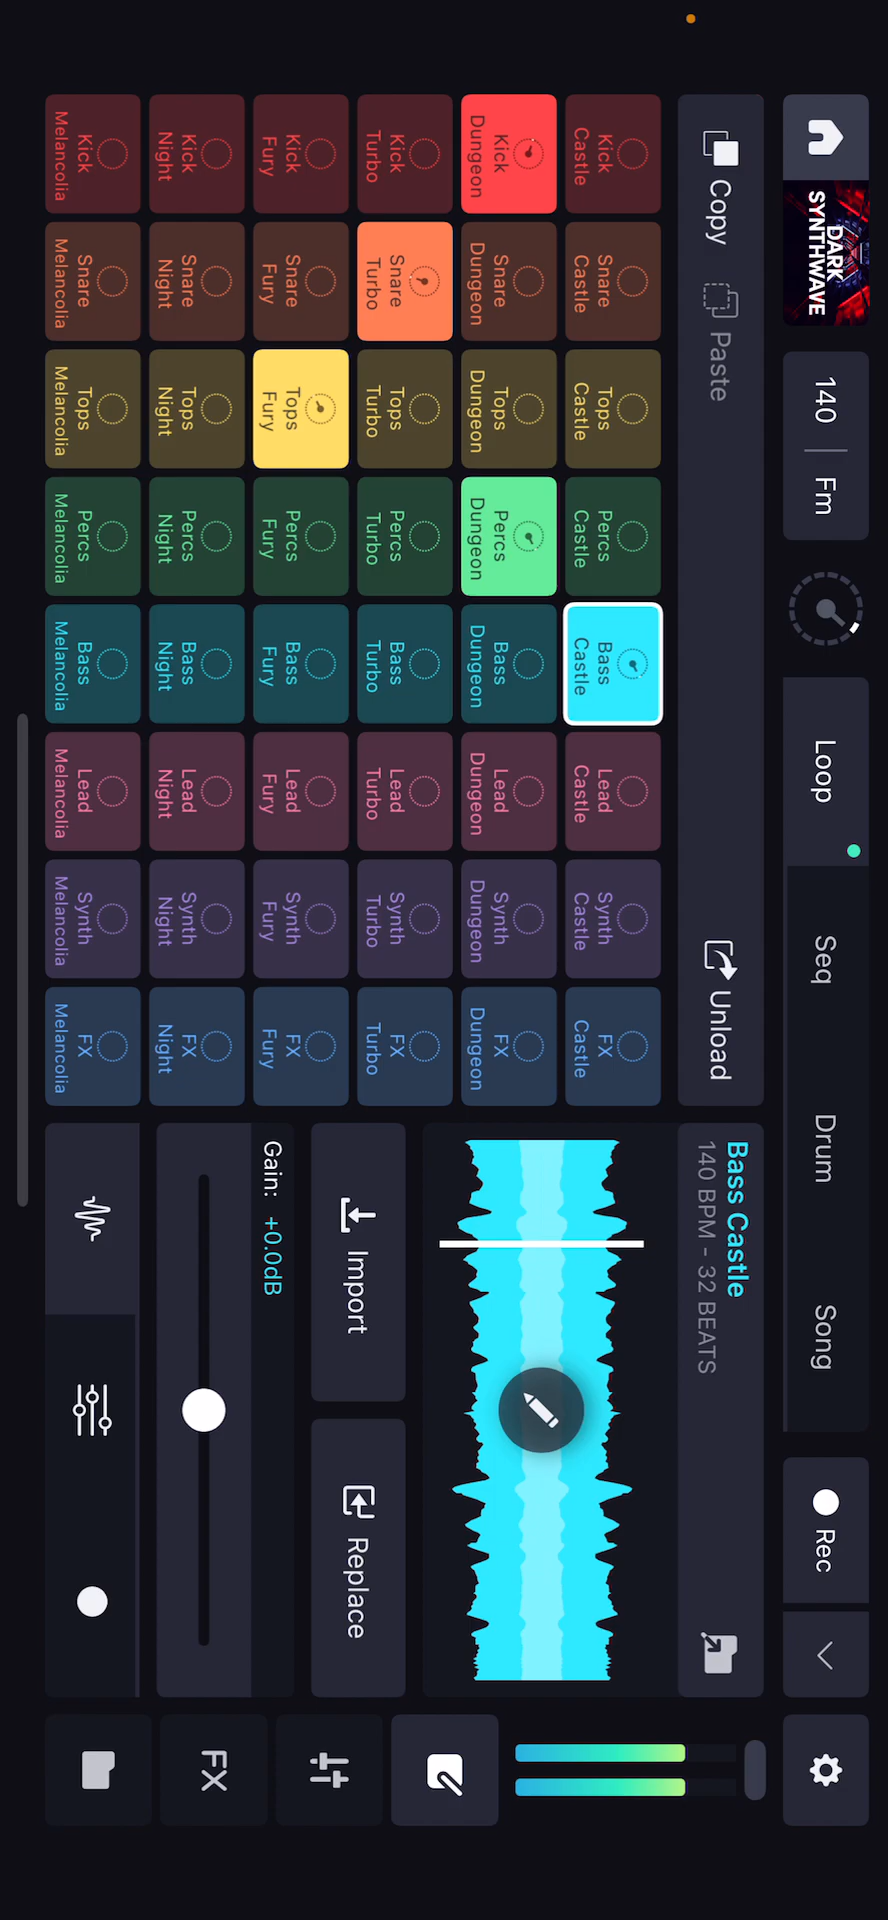 DARK
SYNTHWAVE
140
Fm
Loop
Seq
Drum
Song
Rec
Copy
Paste
Unload
Kick
Castle
Snare
Castle
Tops
Castle
Percs
Castle
Bass
Castle
Lead
Castle
Synth
Castle
FX
Castle
Kick
Dungeon
Snare
Dungeon
Tops
Dungeon
Percs
Dungeon
Bass
Dungeon
Lead
Dungeon
Synth
Dungeon
FX
Dungeon
Kick
Turbo
Snare
Turbo
Tops
Turbo
Percs
Turbo
Bass
Turbo
Lead
Turbo
Synth
Turbo
FX
Turbo
Kick
Fury
Snare
Fury
Tops
Fury
Percs
Fury
Bass
Fury
Lead
Fury
Synth
Fury
FX
Fury
Kick
Night
Snare
Night
Tops
Night
Percs
Night
Bass
Night
Lead
Night
Synth
Night
FX
Night
Kick
Melancolia
Snare
Melancolia
Tops
Melancolia
Percs
Melancolia
Bass
Melancolia
Lead
Melancolia
Synth
Melancolia
FX
Melancolia
Bass Castle
140 BPM - 32 BEATS
Import
Replace
Gain: +0.0dB
FX